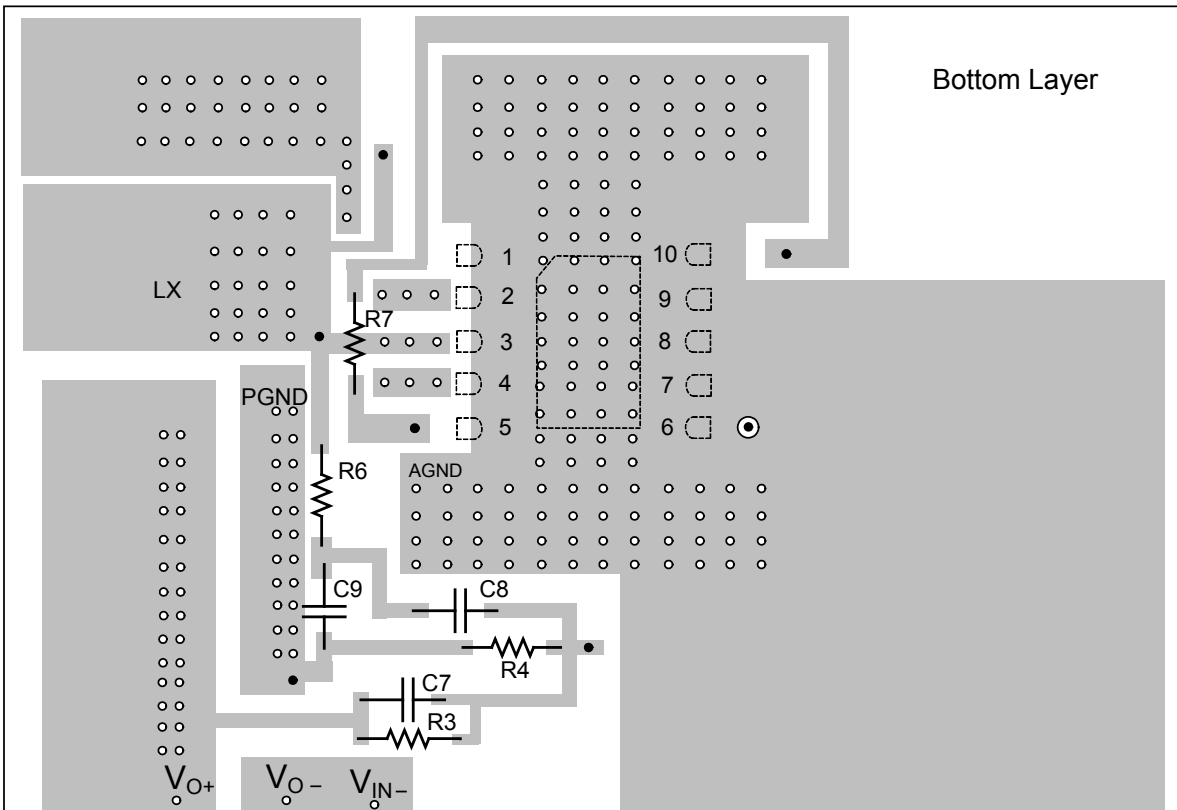 Bottom Layer
1
10
LX
2
9
R7
3
8
4
7
PGND
5
6
R6
AGND
C9
C8
R4
C7
R3
VO+
VO –
VIN–